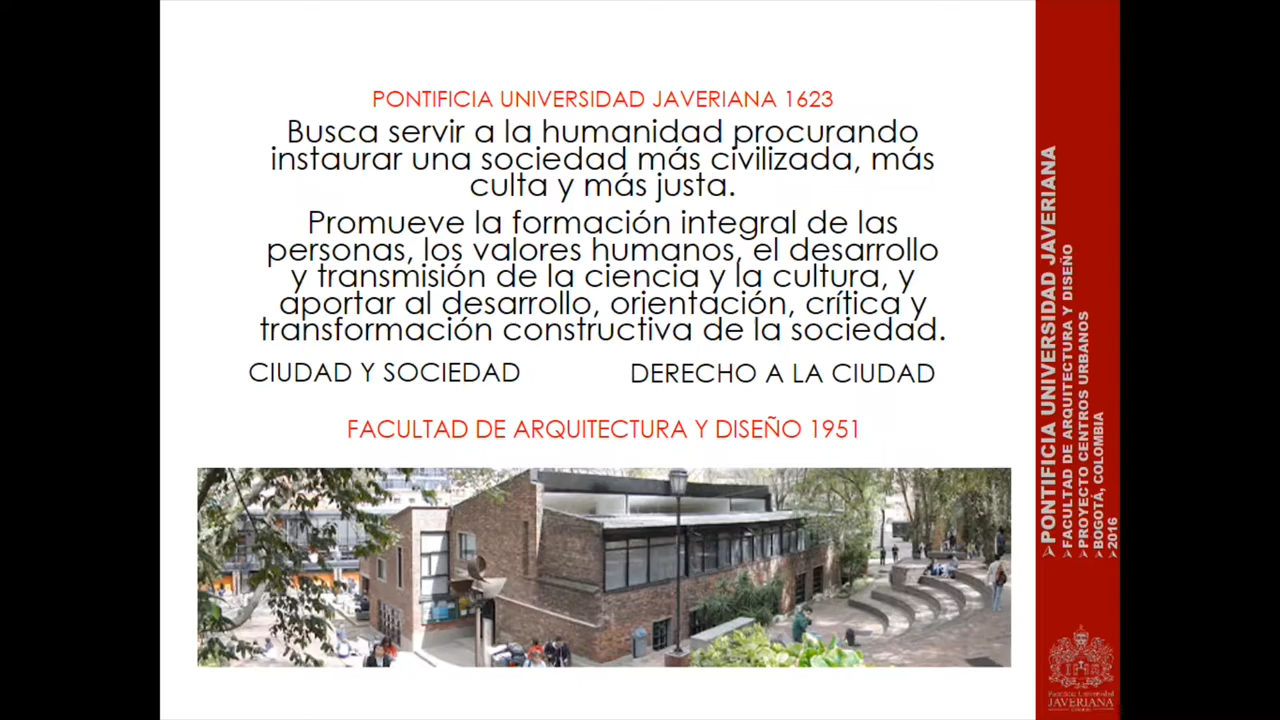 PONTIFICIA UNIVERSIDAD JAVERIANA 1623
Busca servir a la humanidad procurando
instaurar una sociedad más civilizada, más
culta y más justa.
Promueve la formación integral de las
personas, los valores humanos, el desarrollo
y transmisión de la ciencia y la cultura, y
aportar al desarrollo, orientación, crítica y
transformación constructiva de la sociedad.
CIUDAD Y SOCIEDAD
DERECHO A LA CIUDAD
FACULTAD DE ARQUITECTURA Y DISEÑO 1951
PONTIFICIA UNIVERSIDAD JAVERIANA
FACULTAD DE ARQUITECTURA Y DISEÑO
PROYECTO CENTROS URBANOS
BOGOTÁ, COLOMBIA
2016
Pontificia Universidad
JAVERIANA